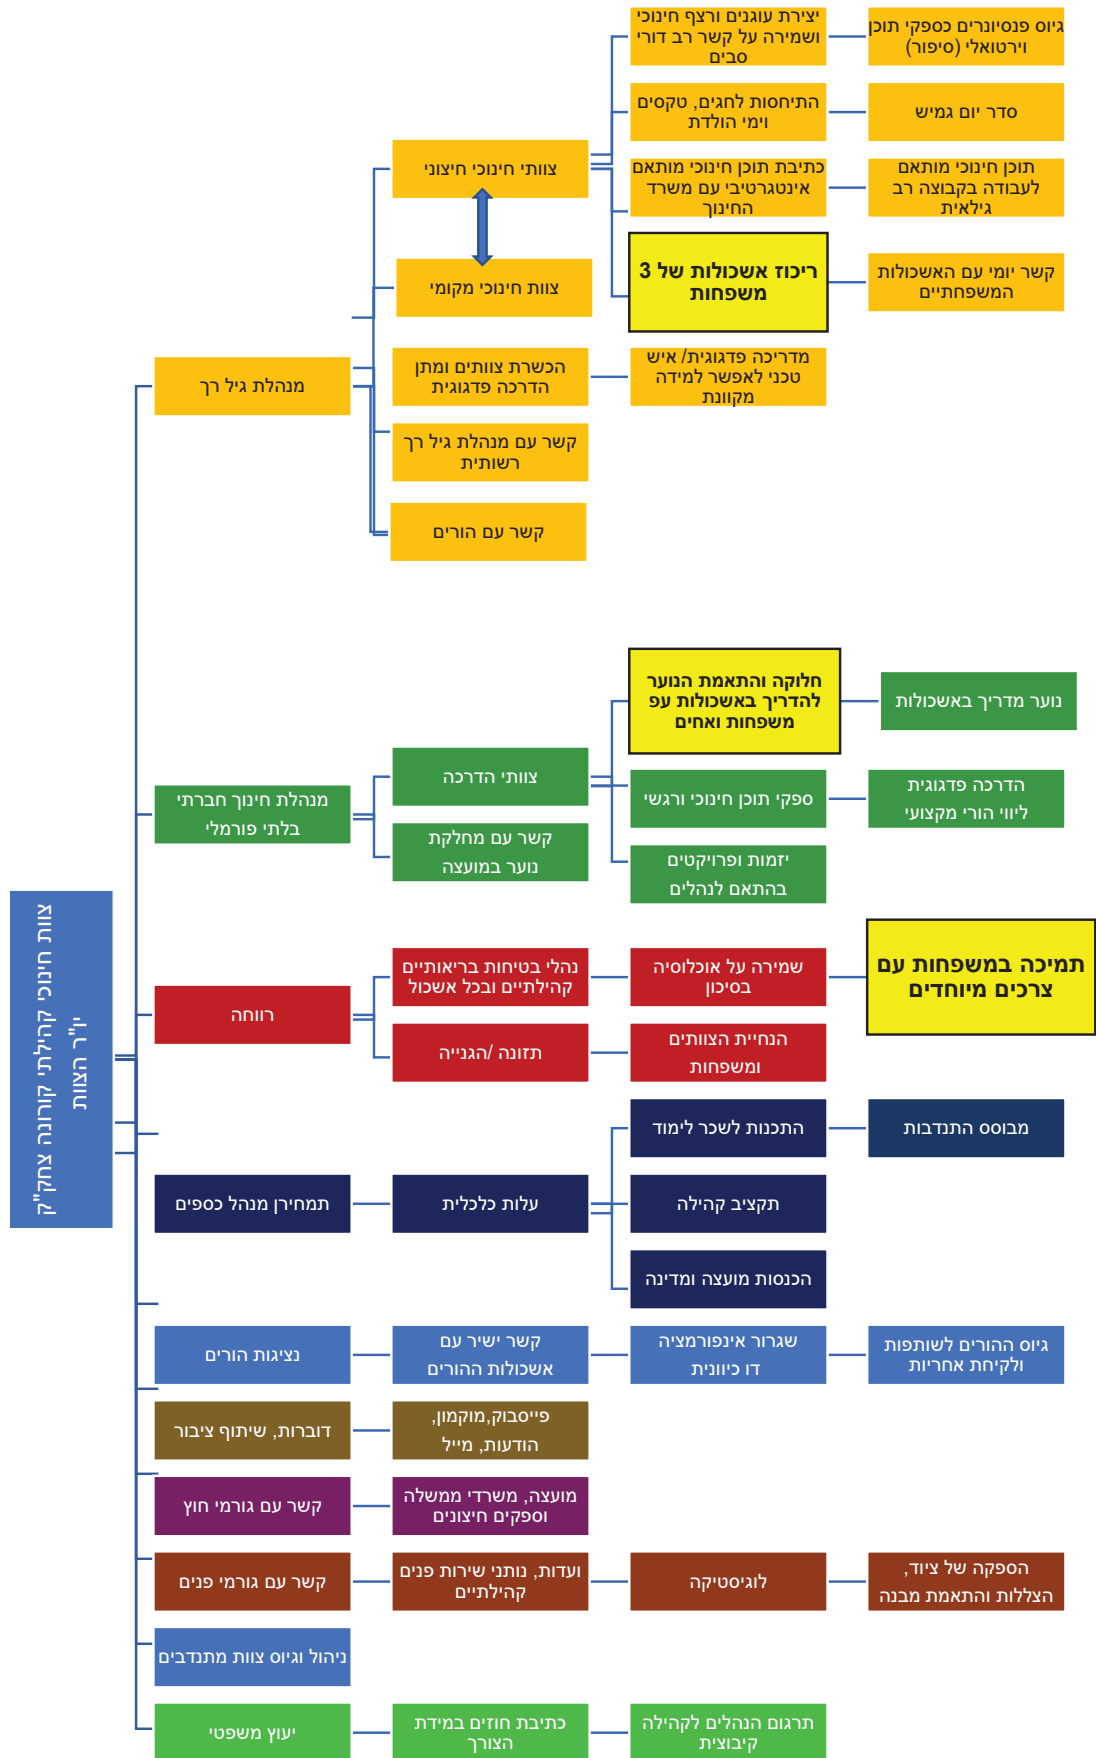 צוות חינוכי קהילתי קורונה צחקי"ק
יו"ר הצוות
מנהלת גיל רך
צוותי חינוכי חיצוני
יצירת עוגנים ורצף חינוכי
ושמירה על קשר רב דורי
סבים
גיוס פנסיונרים כספקי תוכן
וירטואלי (סיפור)
התיחסות לחגים, טקסים
וימי הולדת
סדר יום גמיש
כתיבת תוכן חינוכי מותאם
אינטגרטיבי עם משרד
החינוך
תוכן חינוכי מותאם
לעבודה בקבוצה רב
גילאית
ריכוז אשכולות של 3
משפחות
קשר יומי עם האשכולות
המשפחתיים
צוות חינוכי מקומי
הכשרת צוותים ומתן
הדרכה פדגוגית
מדריכה פדגוגית/ איש
טכני לאפשר למידה
מקוונת
קשר עם מנהלת גיל רך
רשותית
קשר עם הורים
מנהלת חינוך חברתי
בלתי פורמלי
צוותי הדרכה
חלוקה והתאמת הנוער
להדריך באשכולות עפ
משפחות ואחים
נוער מדריך באשכולות
ספקי תוכן חינוכי ורגשי
הדרכה פדגוגית
ליווי הורי מקצועי
יזמות ופרויקטים
בהתאם לנהלים
קשר עם מחלקת
נוער במועצה
רווחה
נהלי בטיחות בריאותיים
קהילתיים ובכל אשכול
שמירה על אוכלוסיה
בסיכון
תמיכה במשפחות עם
צרכים מיוחדים
תזונה /הגנייה
הנחיית הצוותים
ומשפחות
תמחירן מנהל כספים
עלות כלכלית
התכנות לשכר לימוד
מבוסס התנדבות
תקציב קהילה
הכנסות מועצה ומדינה
נציגות הורים
קשר ישיר עם
אשכולות ההורים
שגרור אינפורמציה
דו כיוונית
גיוס ההורים לשותפות
ולקיחת אחריות
דוברות, שיתוף ציבור
פייסבוק,מוקמון,
הודעות, מייל
קשר עם גורמי חוץ
מועצה, משרדי ממשלה
וספקים חיצונים
קשר עם גורמי פנים
ועדות, נותני שירות פנים
קהילתיים
לוגיסטיקה
הספקה של ציוד,
הצללות והתאמת מבנה
ניהול וגיוס צוות מתנדבים
יעוץ משפטי
כתיבת חוזים במידת
הצורך
תרגום הנהלים לקהילה
קיבוצית